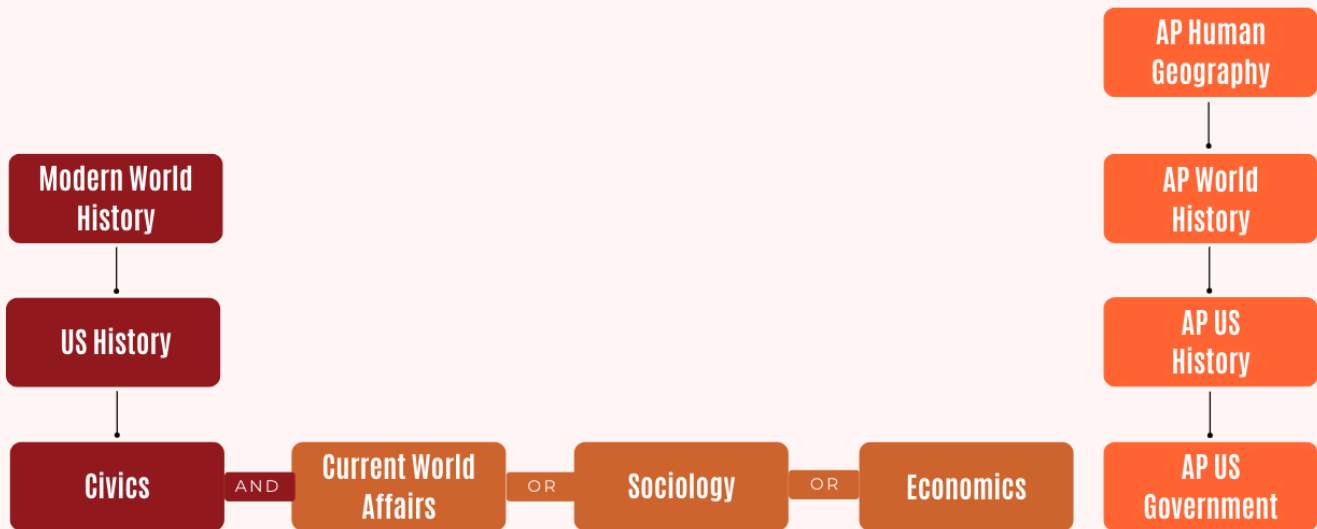 AP Human
Geography
Modern World
History
AP World
History
US History
AP US
History
Civics
AND
Current World
Affairs
OR
Sociology
OR
Economics
AP US
Government